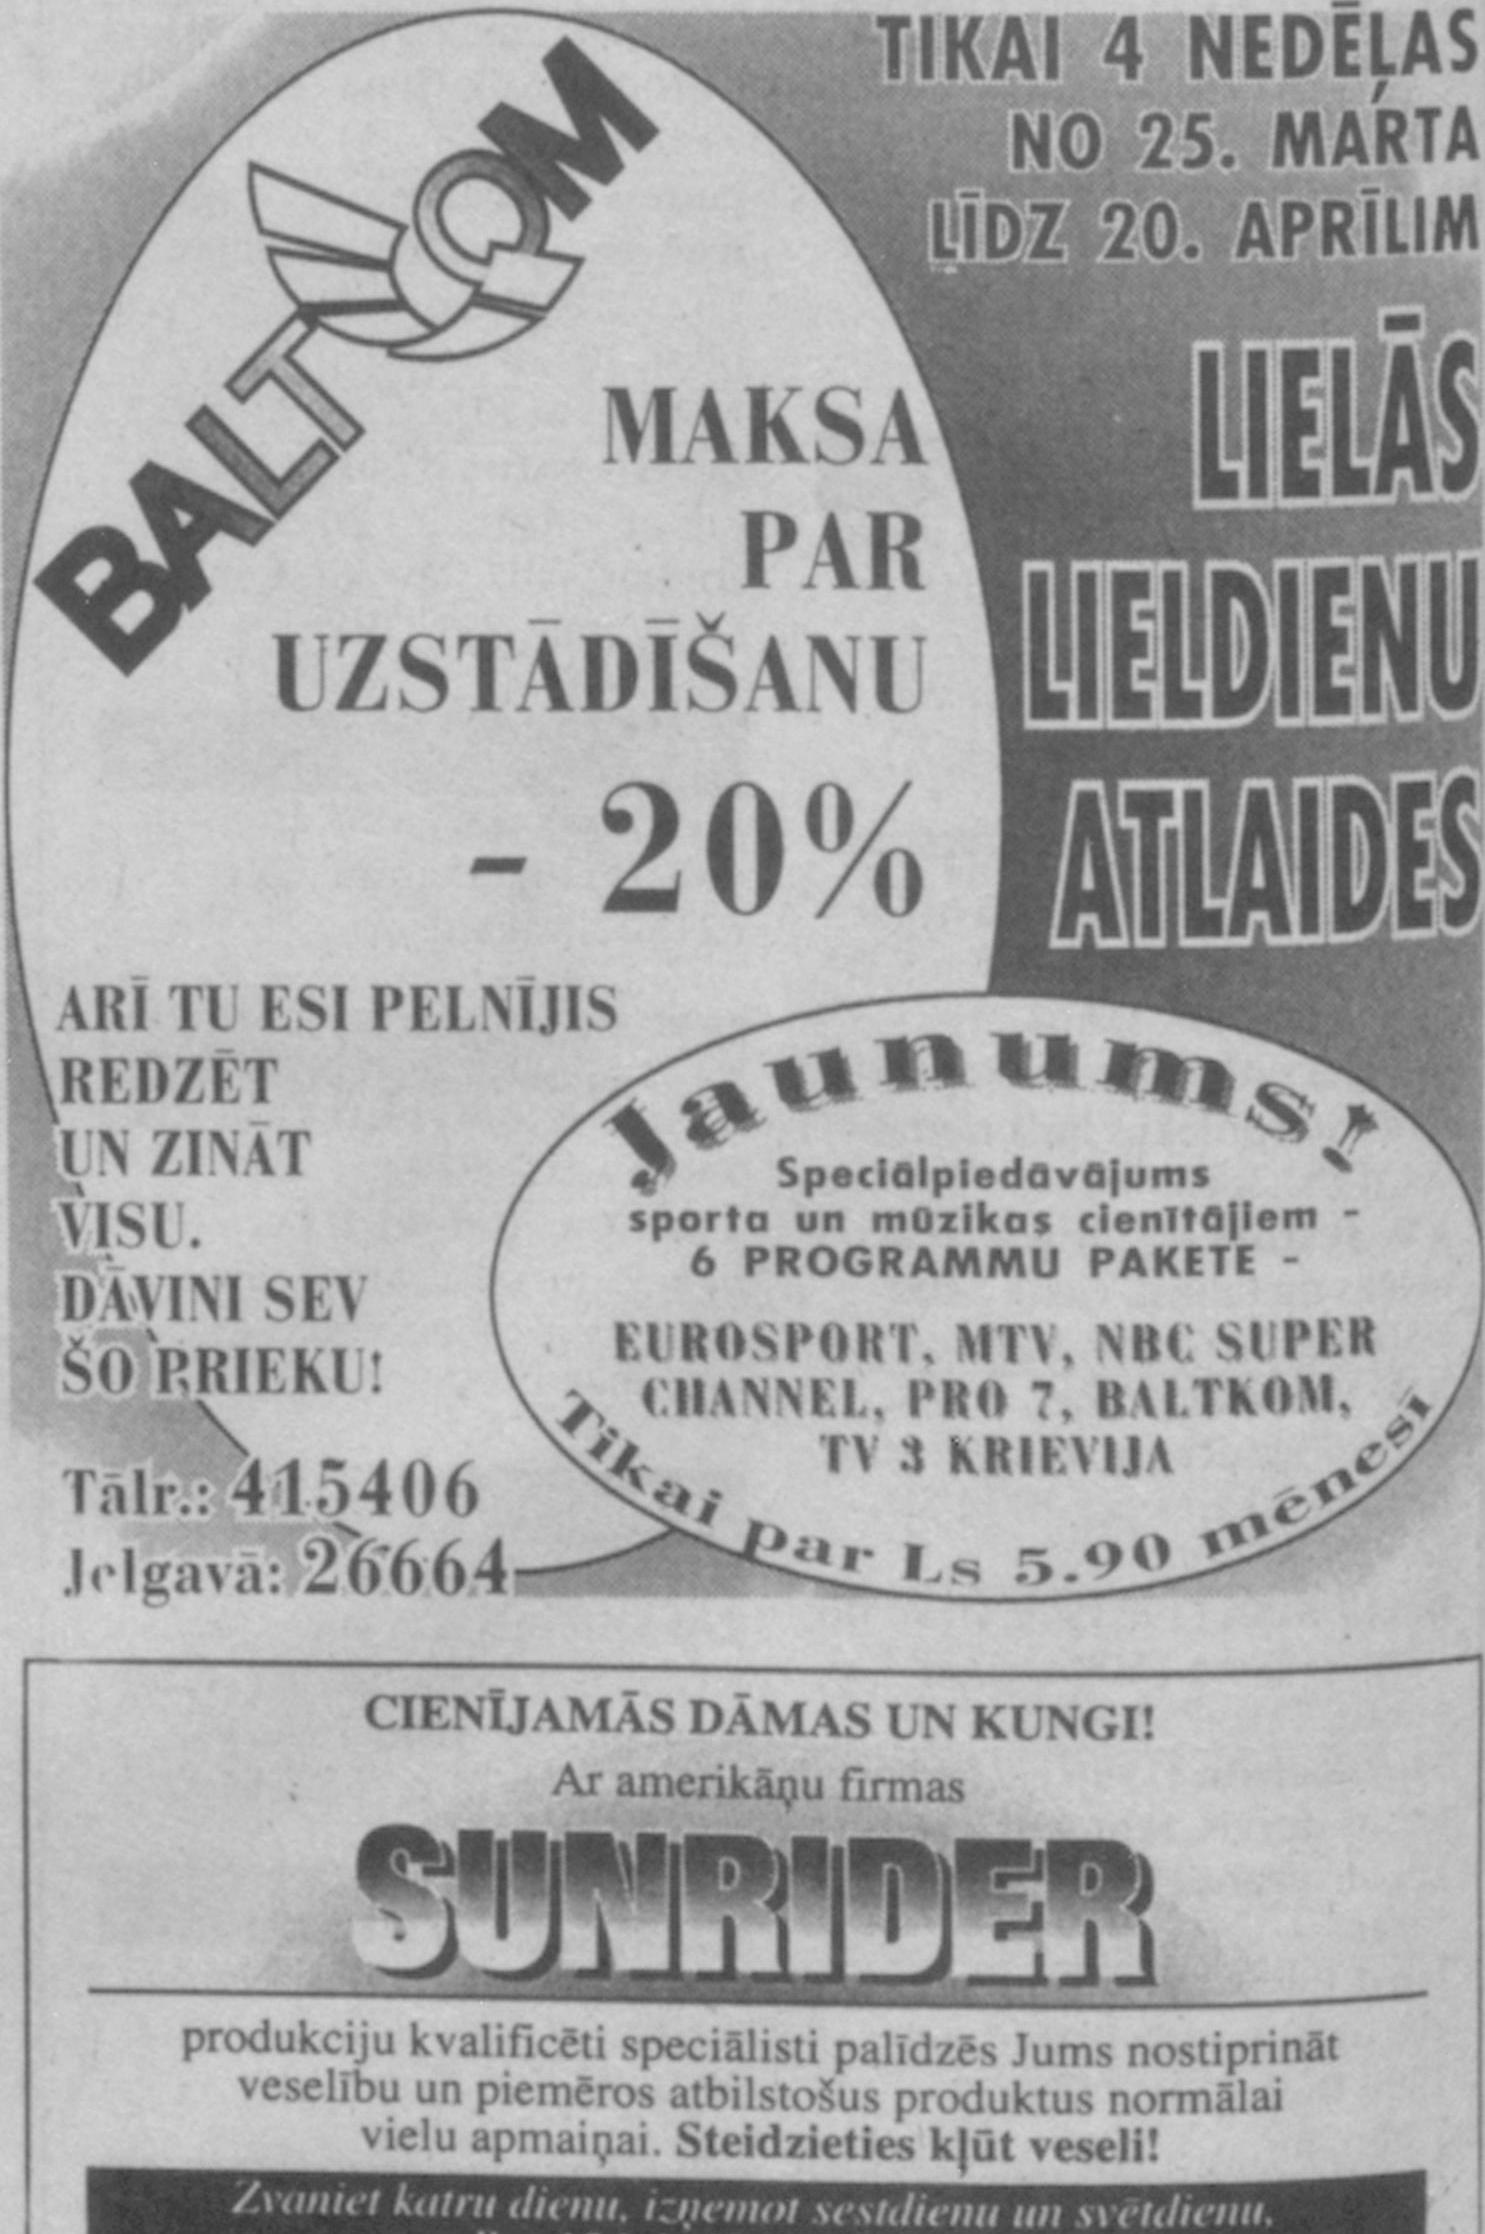 BALTCOM
TIKAI 4 NEDĒĻAS
NO 25. MARTA
LĪDZ 20. APRĪLIM
LIELĀS
LIELDIENU
ATLAIDES
MAKSA
PAR
UZSTĀDĪŠANU
- 20%
ARĪ TU ESI PELNĪJIS
REDZĒT
UN ZINĀT
VISU.
DĀVINI SEV
ŠO PRIEKU!
Tālr.: 415406
Jelgavā: 26664
Jaunums!
Speciālpiedāvājums
sporta un mūzikas cienītājiem -
6 PROGRAMMU PAKETE -
EUROSPORT, MTV, NBC SUPER
CHANNEL, PRO 7, BALTKOM,
TV 3 KRIEVIJA
Tikai par Ls 5.90 mēnesī
CIENĪJAMĀS DĀMAS UN KUNGI!
Ar amerikāņu firmas
SUNRIDER
produkciju kvalificēti speciālisti palīdzēs Jums nostiprināt
veselību un piemēros atbilstošus produktus normālai
vielu apmaiņai. Steidzieties kļūt veseli!
Zvaniet katru dienu, izņemot sestdienu un svētdienu,